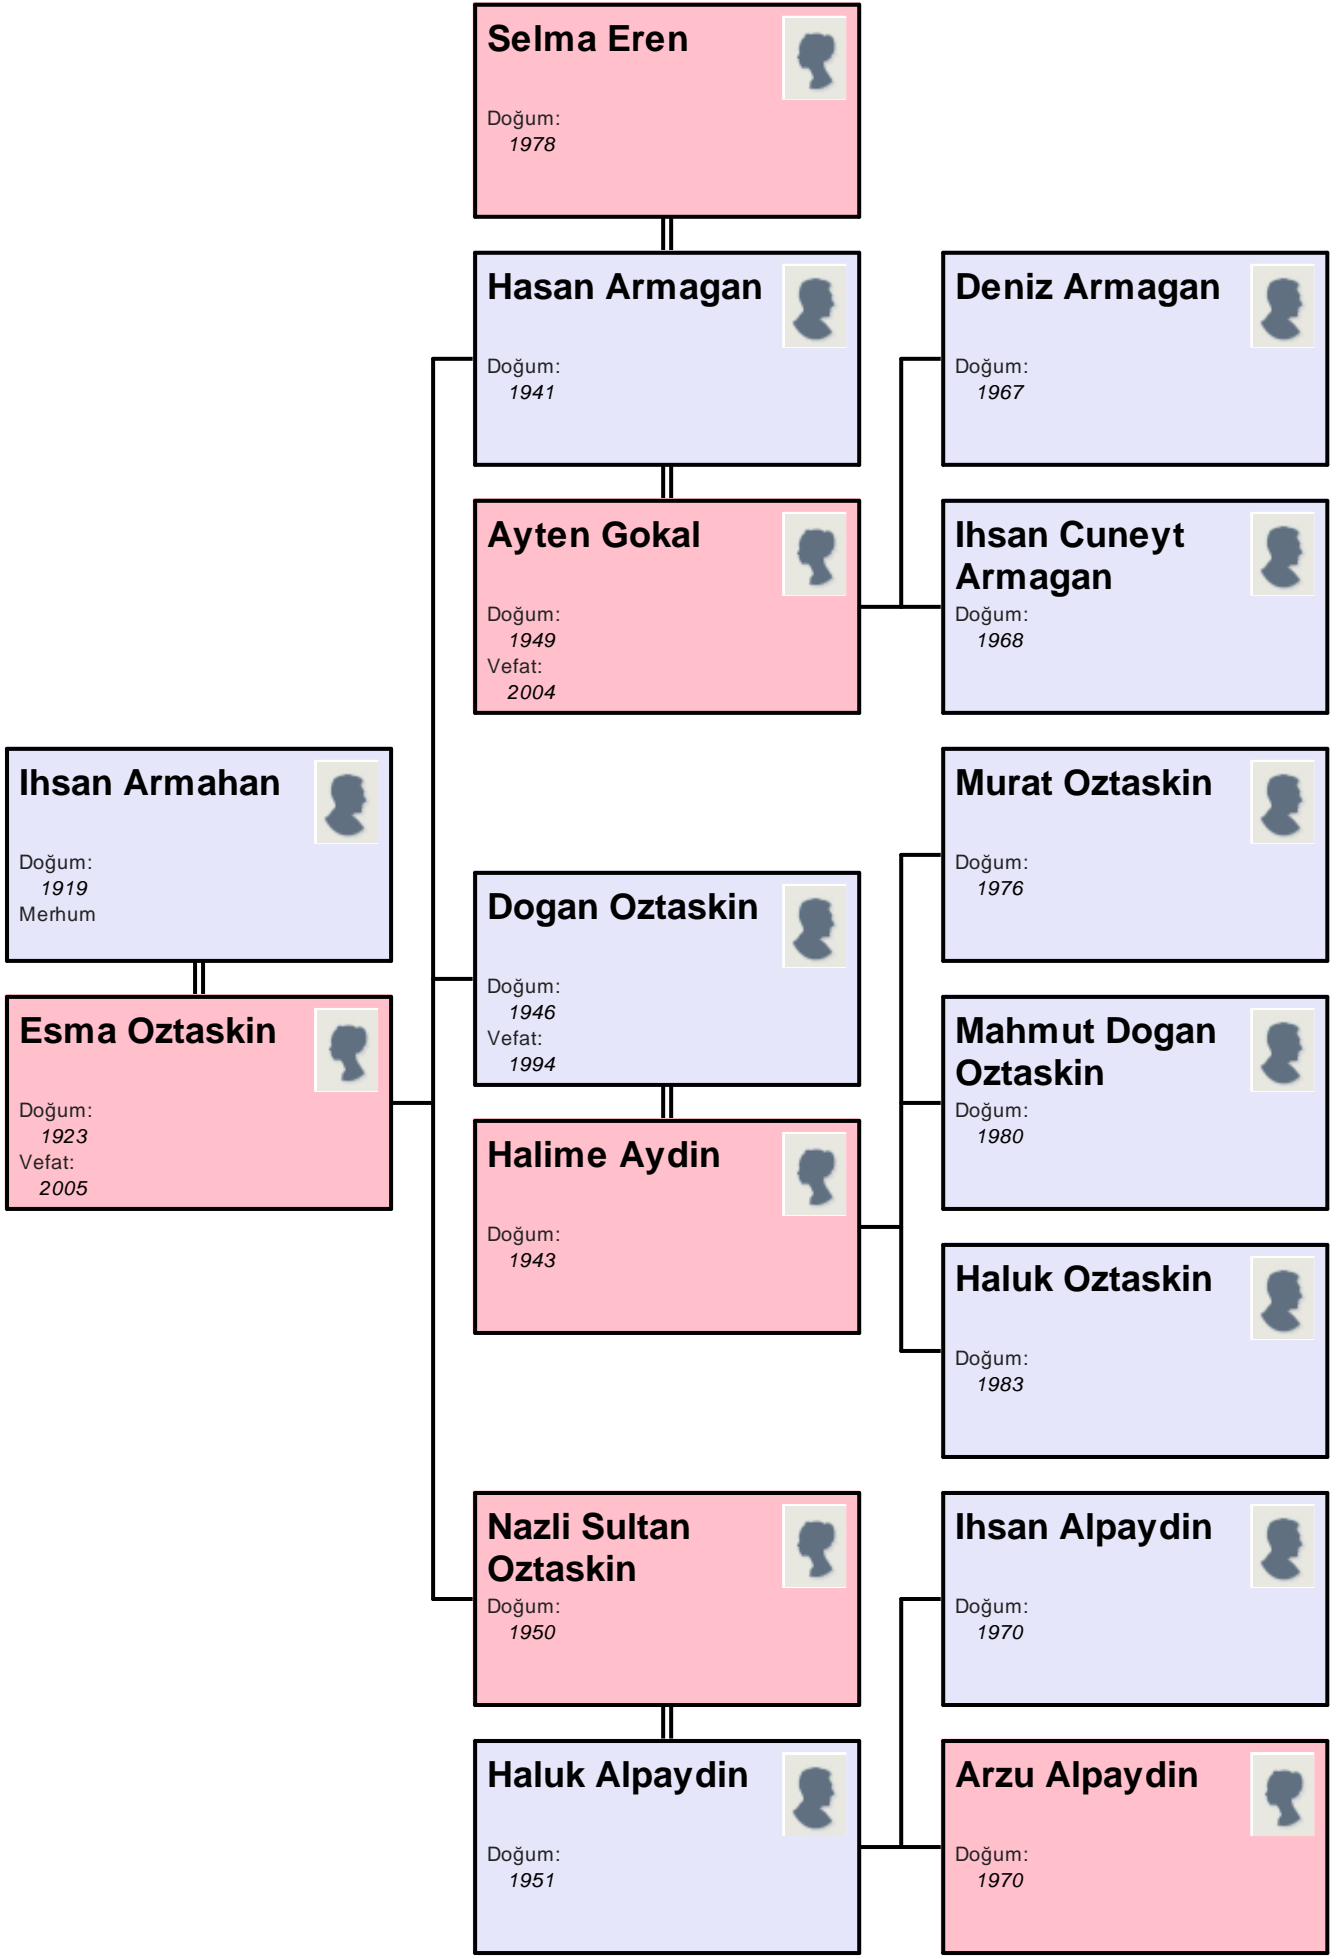 Selma Eren
Doğum:
1978
Hasan Armagan
Doğum:
1941
Deniz Armagan
Doğum:
1967
Ayten Gokal
Doğum:
1949
Vefat:
2004
Ihsan Cuneyt
Armagan
Doğum:
1968
Ihsan Armahan
Doğum:
1919
Merhum
Esma Oztaskin
Doğum:
1923
Vefat:
2005
Dogan Oztaskin
Doğum:
1946
Vefat:
1994
Halime Aydin
Doğum:
1943
Murat Oztaskin
Doğum:
1976
Mahmut Dogan
Oztaskin
Doğum:
1980
Haluk Oztaskin
Doğum:
1983
Nazli Sultan
Oztaskin
Doğum:
1950
Haluk Alpaydin
Doğum:
1951
Ihsan Alpaydin
Doğum:
1970
Arzu Alpaydin
Doğum:
1970